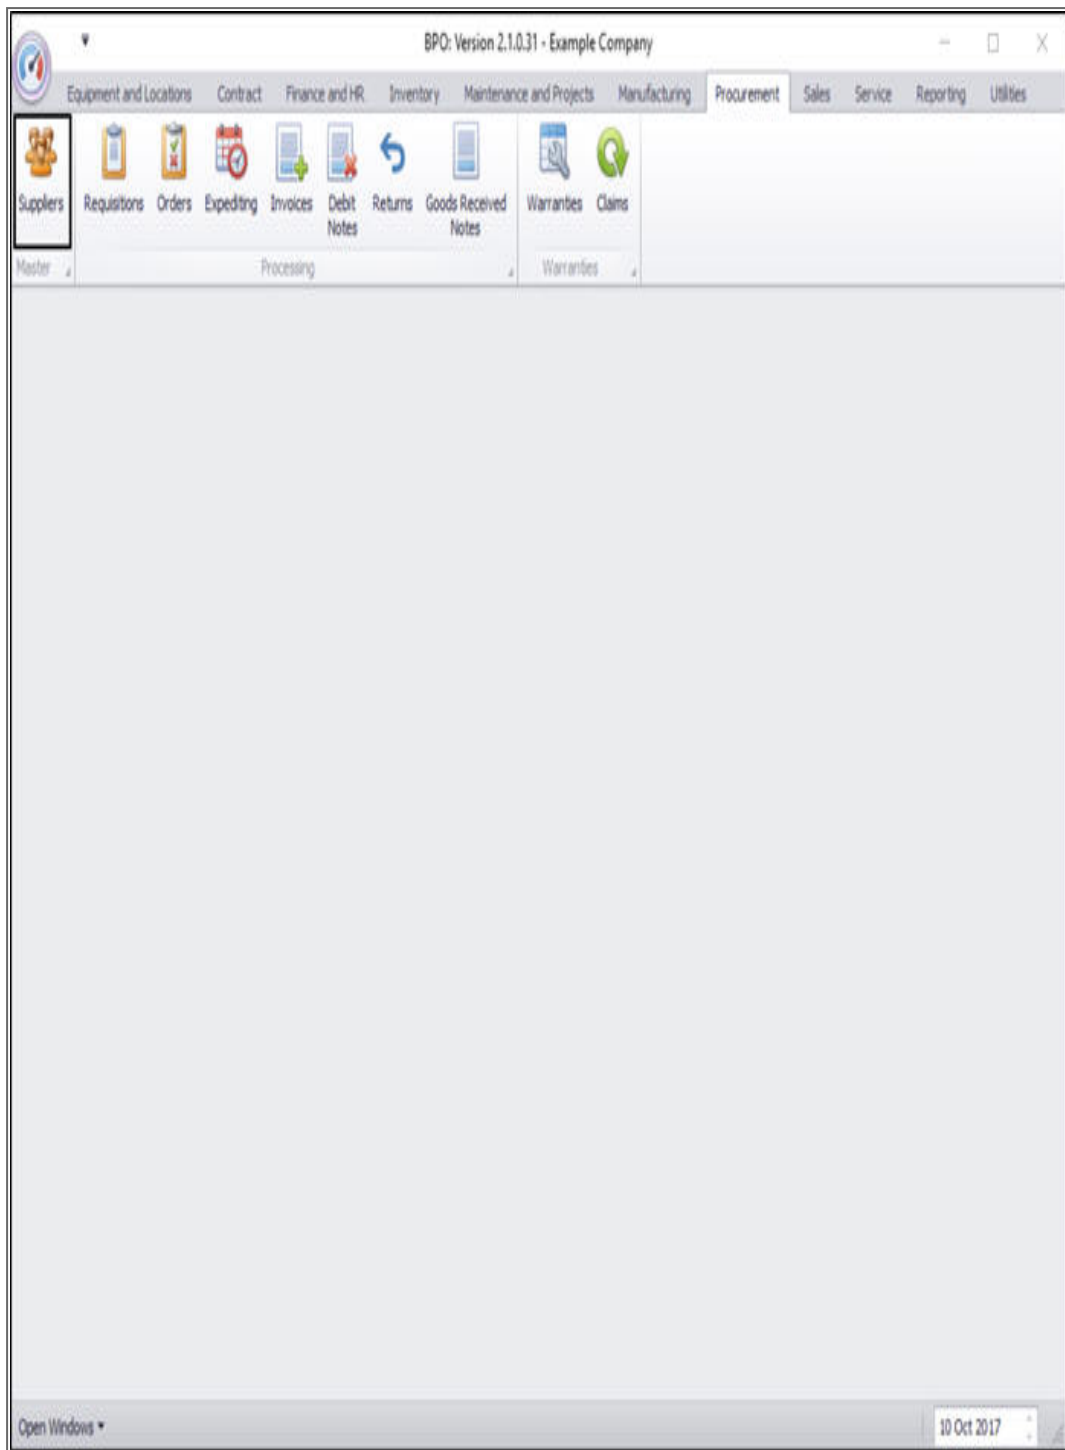 BPO: Version 2.1.0.31 - Example Company
Equipment and Locations Contract Finance and HR Inventory Maintenance and Projects Manufacturing Procurement Sales Service Reporting Utilities
Suppliers Requisitions Orders Expediting Invoices Debit Notes Returns Goods Received Notes Warranties Claims
Master Processing Warranties
Open Windows 10 Oct 2017